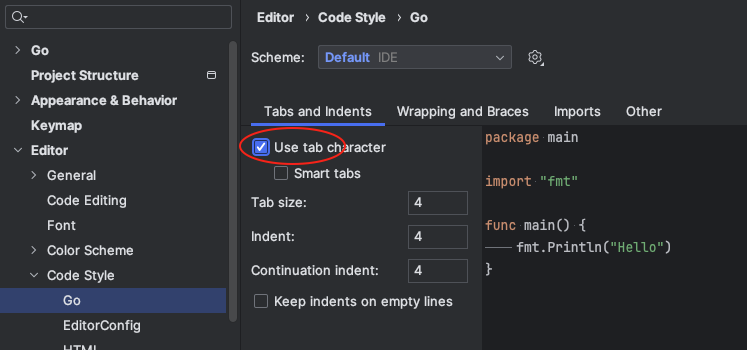 Go
Project Structure
Appearance & Behavior
Keymap
Editor
General
Code Editing
Font
Color Scheme
Code Style
Go
EditorConfig
HTML
Editor › Code Style › Go
Scheme: Default IDE
Tabs and Indents Wrapping and Braces Imports Other
Use tab character
Smart tabs
Tab size: 4
Indent: 4
Continuation indent: 4
Keep indents on empty lines
package main
import "fmt"
func main() {
fmt.Println("Hello")
}